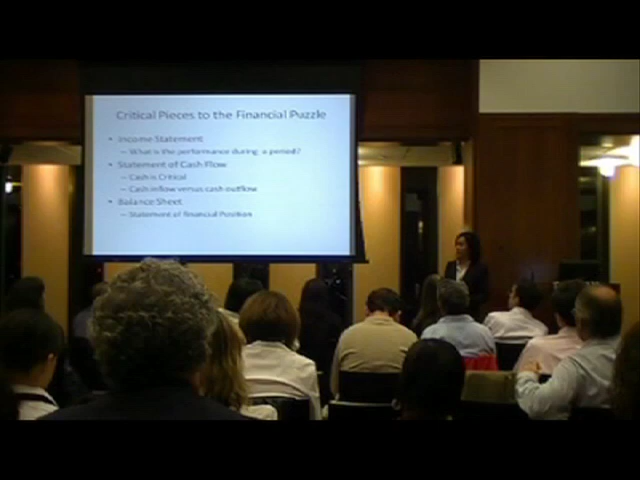 Critical Pieces to the Financial Puzzle
• Income Statement
– What is the performance during a period?
• Statement of Cash Flow
– Cash is Critical
– Cash inflow versus cash outflow
• Balance Sheet
– Statement of Financial Position